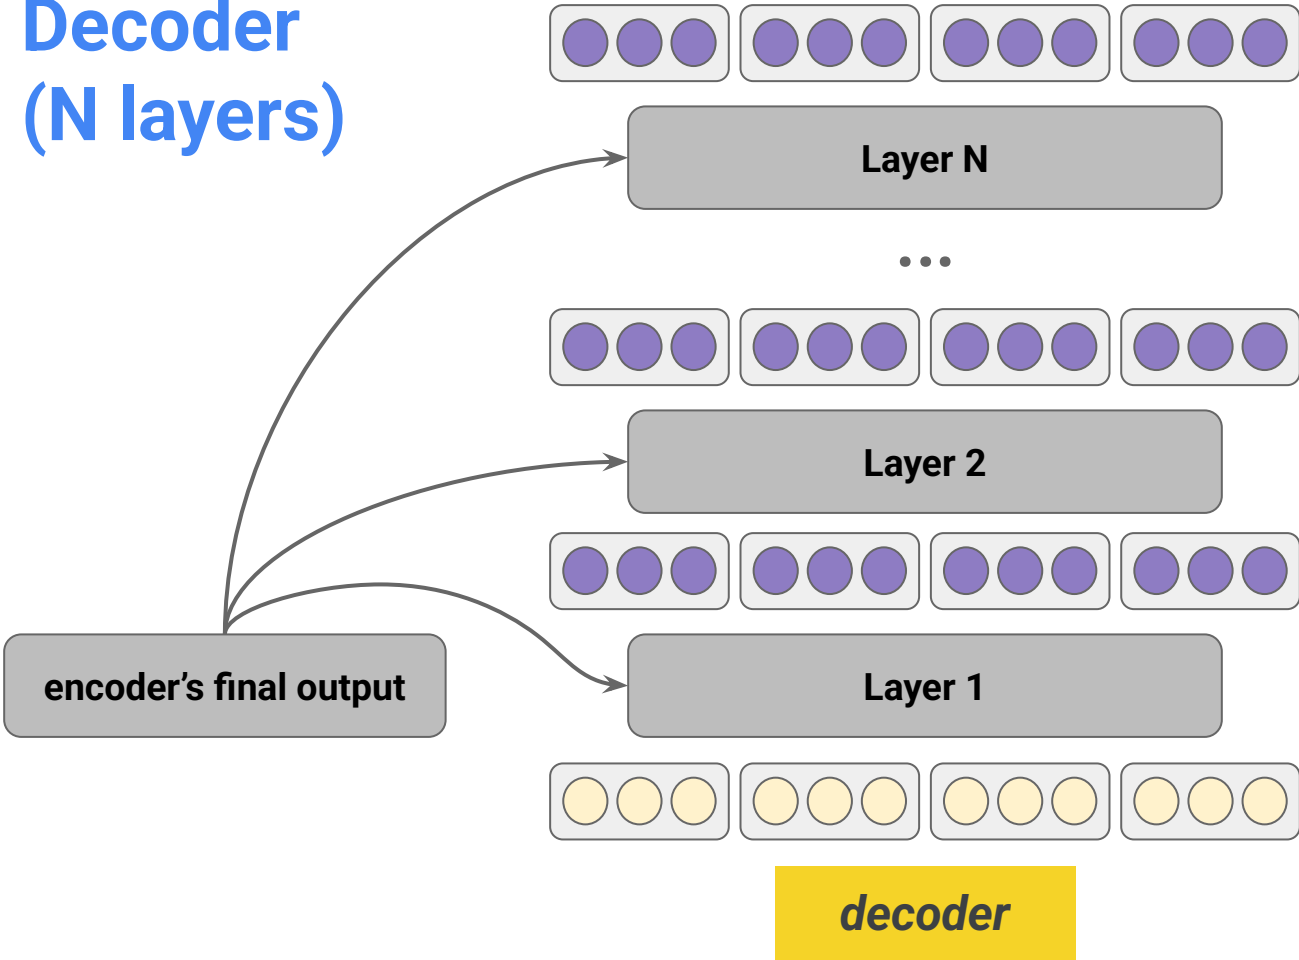 Decoder
(N layers)
Layer N
...
Layer 2
encoder’s final output
Layer 1
decoder